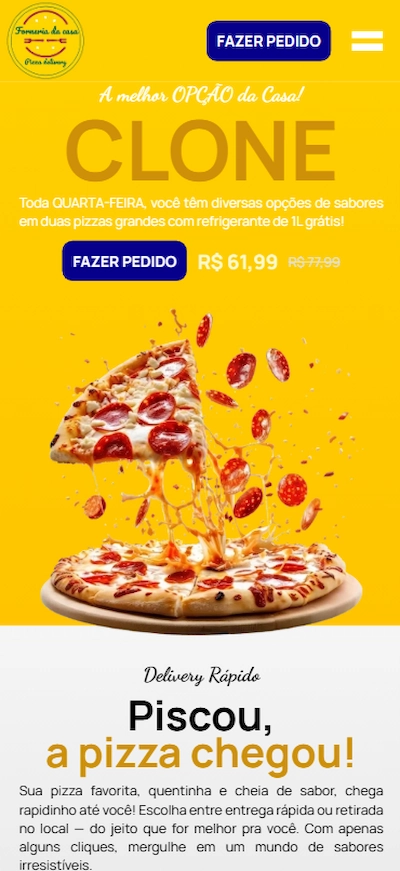 Forneria da casa
Pizza delivery
FAZER PEDIDO
A melhor OPÇÃO da Casa!
CLONE
Toda QUARTA-FEIRA, você têm diversas opções de sabores
em duas pizzas grandes com refrigerante de 1L grátis!
FAZER PEDIDO R$ 61,99 R$ 77,99
Delivery Rápido
Piscou,
a pizza chegou!
Sua pizza favorita, quentinha e cheia de sabor, chega
rapidinho até você! Escolha entre entrega rápida ou retirada
no local — do jeito que for melhor pra você. Com apenas
alguns cliques, mergulhe em um mundo de sabores
irresistíveis.